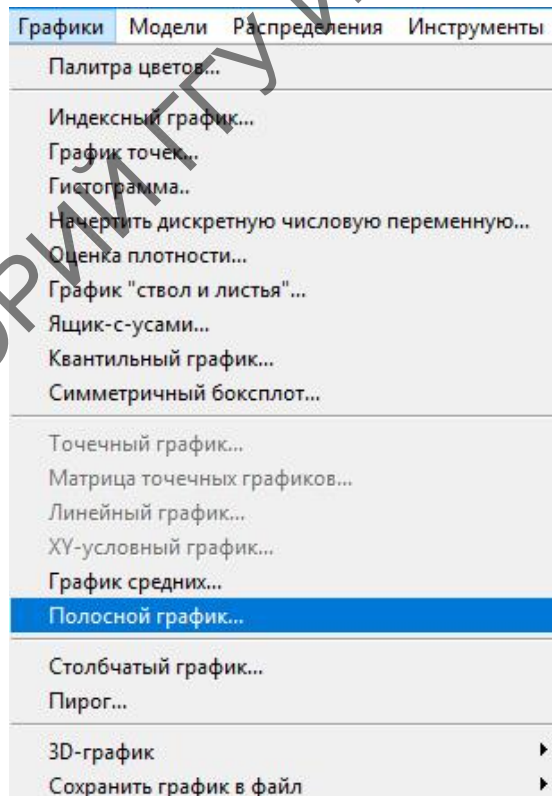 Графики Модели Распределения Инструменты
Палитра цветов...
Индексный график...
График точек...
Гистограмма..
Начертить дискретную числовую переменную...
Оценка плотности...
График "ствол и листья"...
Ящик-с-усами...
Квантильный график...
Симметричный боксплот...
Точечный график...
Матрица точечных графиков...
Линейный график...
XY-условный график...
График средних...
Полосной график...
Столбчатый график...
Пирог...
3D-график
Сохранить график в файл
ОРИЙ ГГУ И